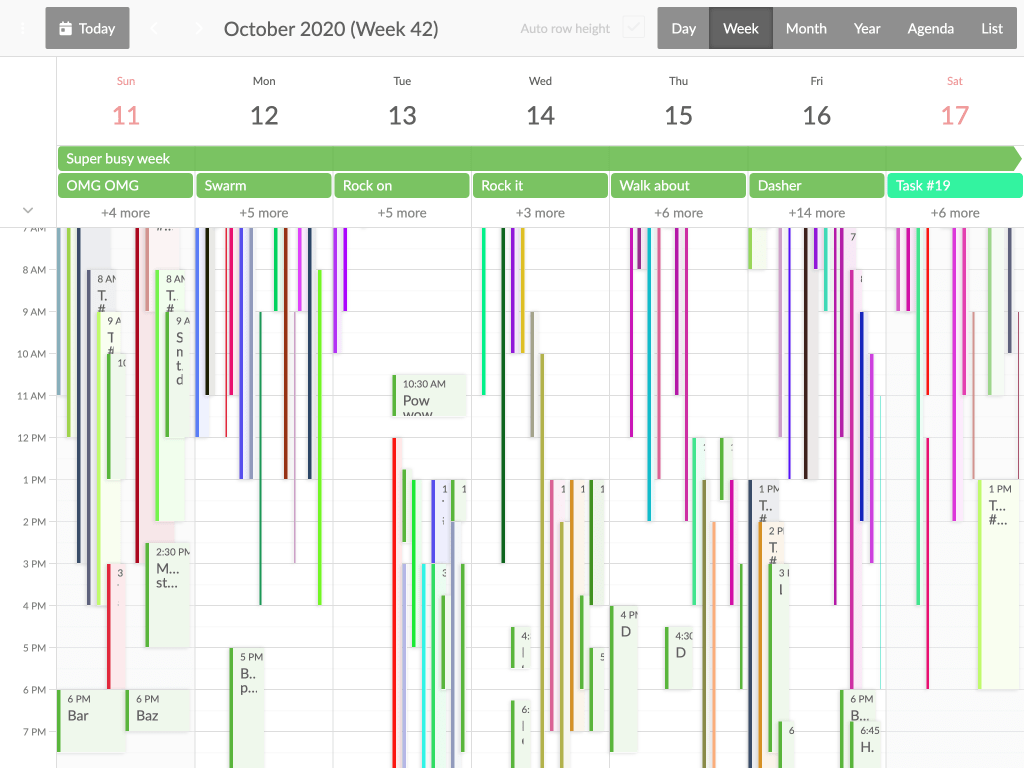 Today
October 2020 (Week 42)
Auto row height
Day Week Month Year Agenda List
Sun Mon Tue Wed Thu Fri Sat
11 12 13 14 15 16 17
Super busy week
OMG OMG Swarm Rock on Rock it Walk about Dasher Task #19
+4 more +5 more +5 more +3 more +6 more +14 more +6 more
7 AM
7
8 AM
8 AM
T..
#
8 AM
T..
#
9 AM
9 A
T
#
9 A
S
n
t.
d
10 AM
10
10:30 AM
Pow
wow
11 AM
12 PM
1 PM
1
1
1
1
1
1 PM
T..
#
1 PM
T...
#...
2 PM
2 P
T.
#
2:30 PM
M...
st...
3 PM
3
3
3
4 PM
4 PM
D
4:
4:30
D
5 PM
5 PM
B..
p...
5
6 PM
6 PM
Bar
6 PM
Baz
6:
6 PM
B...
6
6:45
H.
7 PM